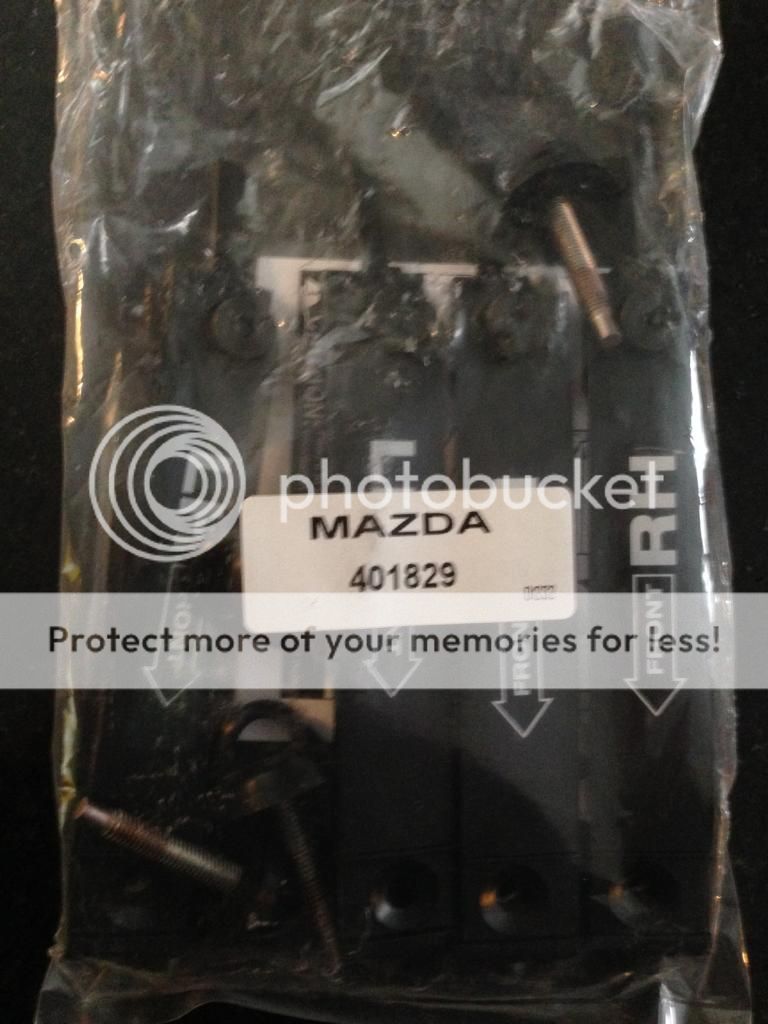 photobucket
RH
MAZDA
401829
FRONT
FRONT
Protect more of your memories for less!